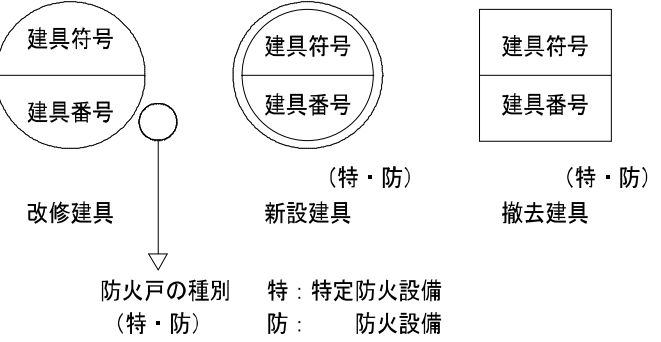 建具符号 建具符号 建具符号
建具番号 建具番号 建具番号
(特・防) (特・防)
改修建具 新設建具 撤去建具
防火戸の種別 特：特定防火設備
(特・防) 防： 防火設備